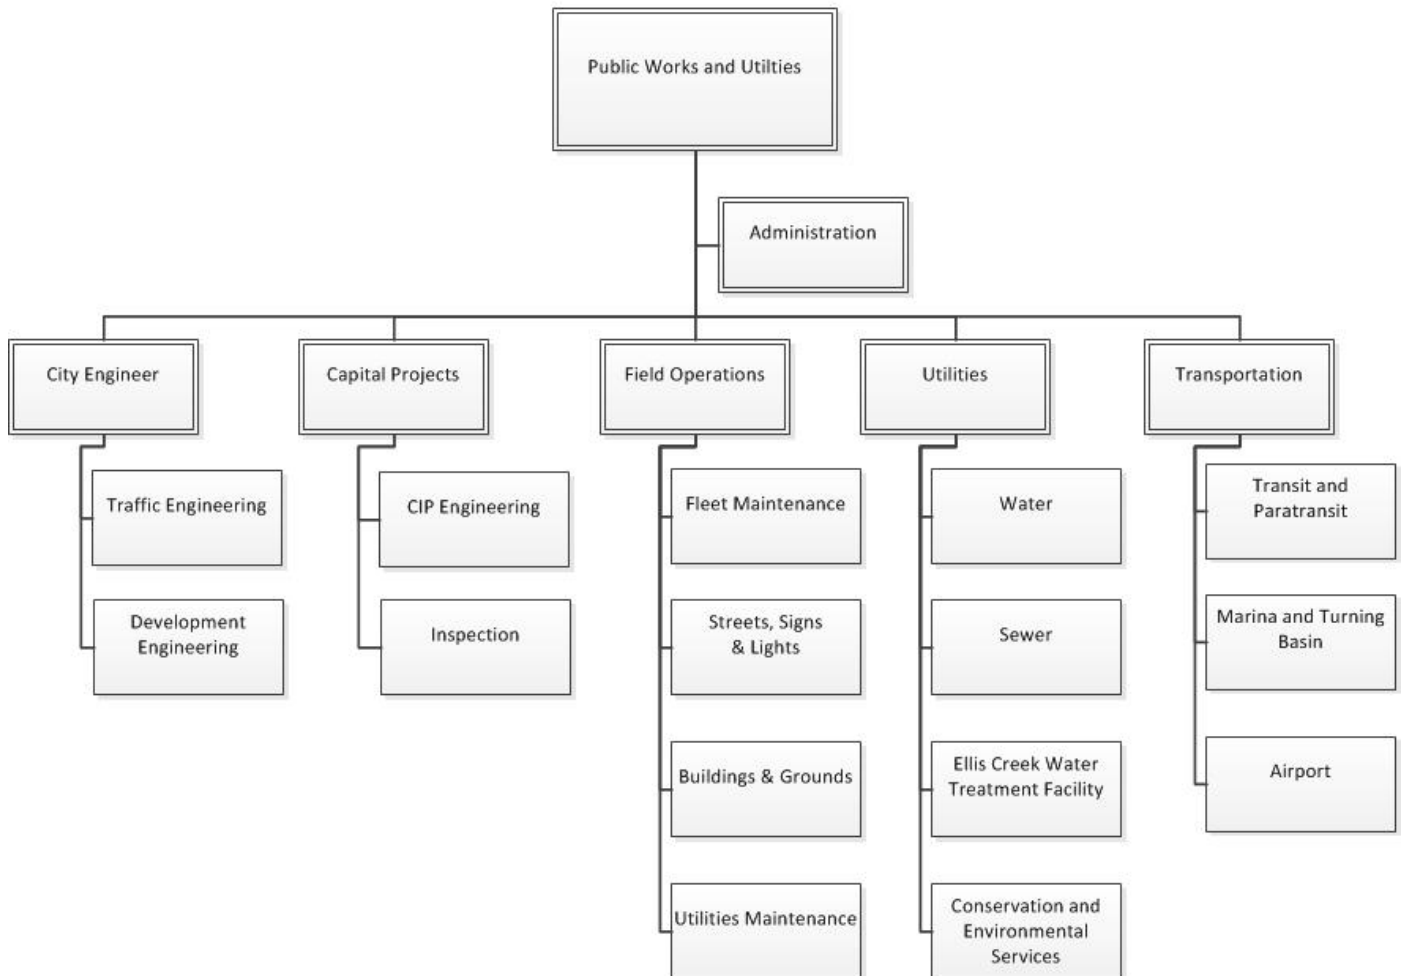 Public Works and Utilties
Administration
City Engineer
Capital Projects
Field Operations
Utilities
Transportation
Traffic Engineering
Development
Engineering
CIP Engineering
Inspection
Fleet Maintenance
Streets, Signs
& Lights
Buildings & Grounds
Utilities Maintenance
Water
Sewer
Ellis Creek Water
Treatment Facility
Conservation and
Environmental
Services
Transit and
Paratransit
Marina and Turning
Basin
Airport